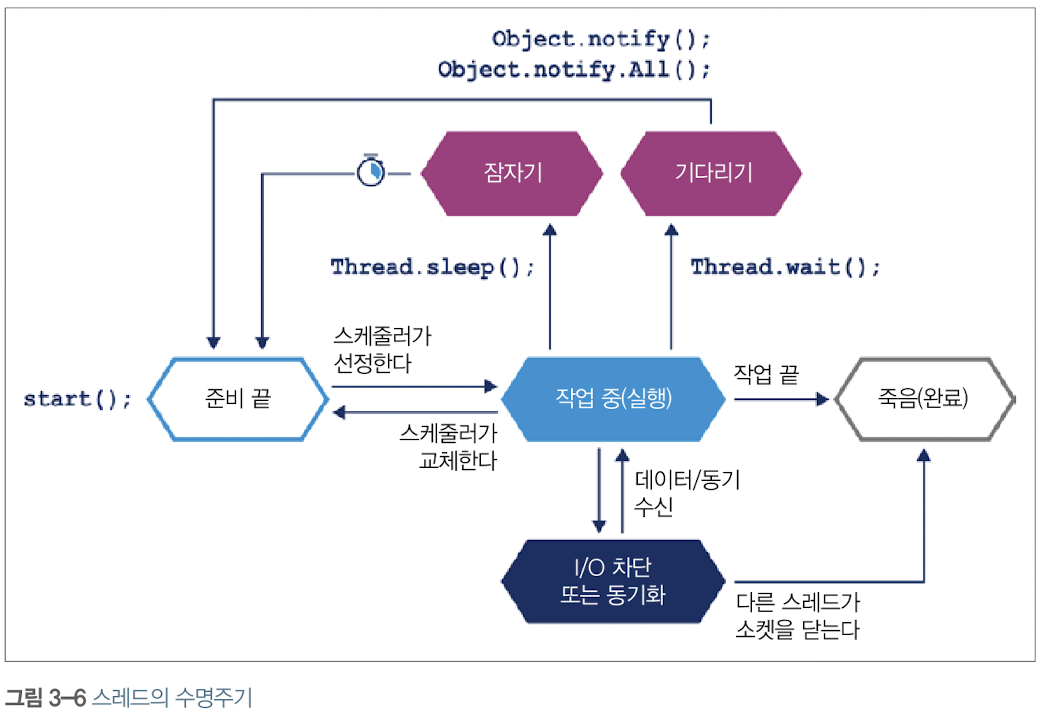 Object.notify();
Object.notify.All();
잠자기
기다리기
Thread.sleep();
Thread.wait();
스케줄러가
선정한다
start();
준비 끝
작업 중(실행)
작업 끝
죽음(완료)
스케줄러가
교체한다
데이터/동기
수신
I/O 차단
또는 동기화
다른 스레드가
소켓을 닫는다
그림 3-6 스레드의 수명주기